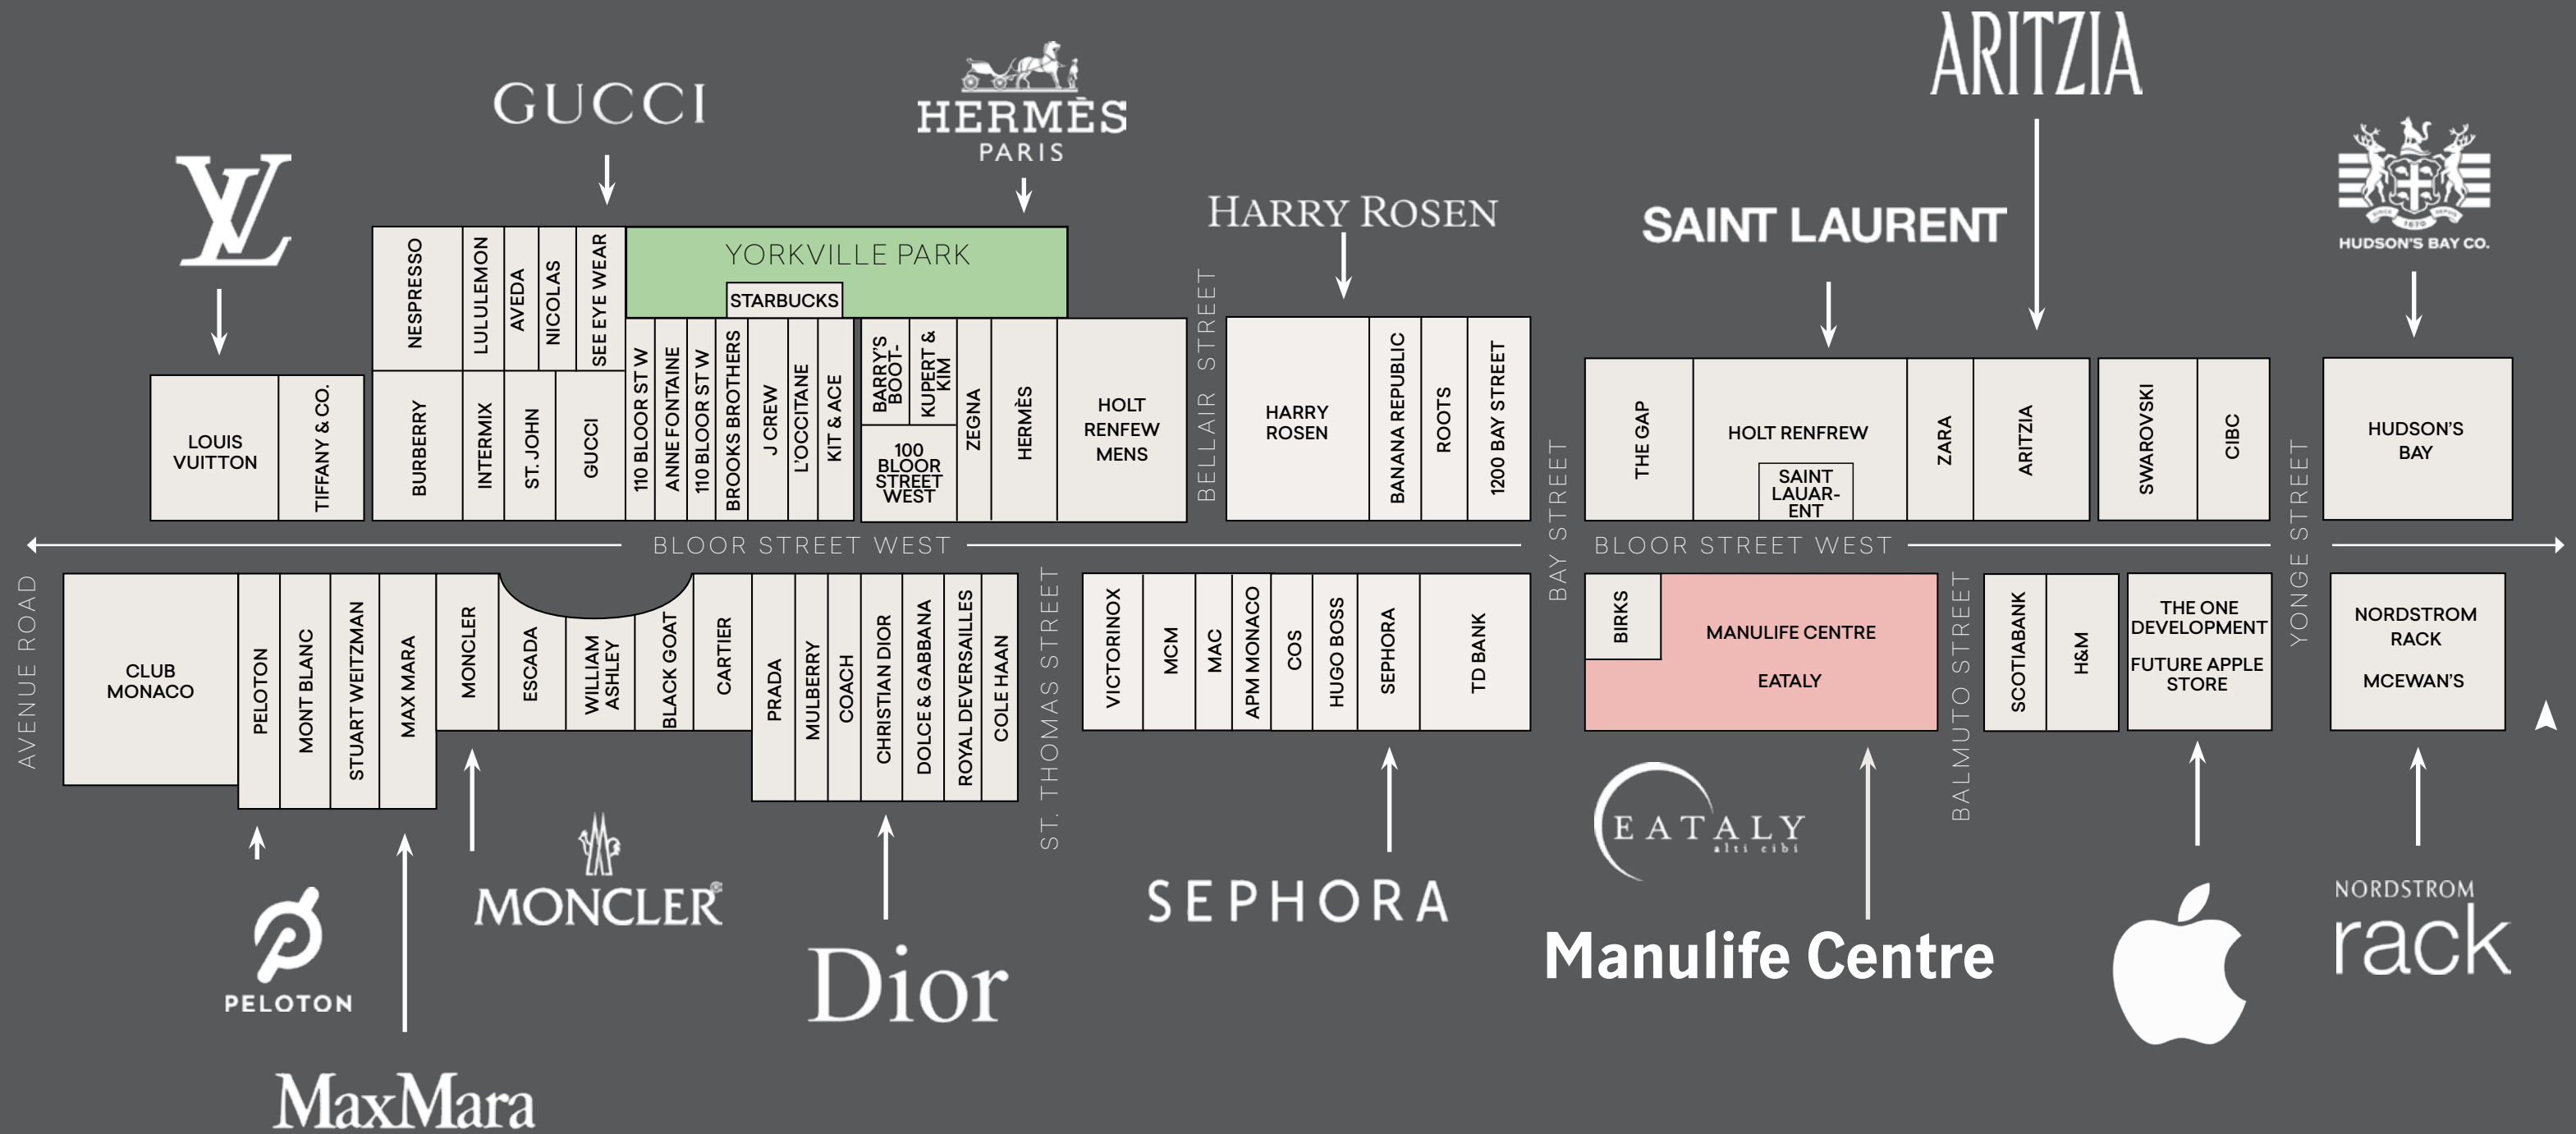 ARITZIA
GUCCI
HERMÈS
PARIS
LV
HARRY ROSEN
SAINT LAURENT
HUDSON'S BAY CO.
NESPRESSO
LULULEMON
AVEDA
NICOLAS
SEE EYE WEAR
YORKVILLE PARK
STARBUCKS
LOUIS
VUITTON
TIFFANY & CO.
BURBERRY
INTERMIX
ST. JOHN
GUCCI
110 BLOOR ST W
ANNE FONTAINE
110 BLOOR ST W
BROOKS BROTHERS
J CREW
L'OCCITANE
KIT & ACE
BARRY'S
BOOT-
KUPERT &
KIM
100
BLOOR
STREET
WEST
ZEGNA
HERMÈS
HOLT
RENFEW
MENS
BELLAIR STREET
HARRY
ROSEN
BANANA REPUBLIC
ROOTS
1200 BAY STREET
BAY STREET
THE GAP
HOLT RENFREW
SAINT
LAUAR-
ENT
ZARA
ARITZIA
SWAROVSKI
CIBC
YONGE STREET
HUDSON'S
BAY
BLOOR STREET WEST
BLOOR STREET WEST
AVENUE ROAD
CLUB
MONACO
PELOTON
MONT BLANC
STUART WEITZMAN
MAX MARA
MONCLER
ESCADA
WILLIAM
ASHLEY
BLACK GOAT
CARTIER
PRADA
MULBERRY
COACH
CHRISTIAN DIOR
DOLCE & GABBANA
ROYAL DEVERSAILLES
COLE HAAN
ST. THOMAS STREET
VICTORINOX
MCM
MAC
APM MONACO
COS
HUGO BOSS
SEPHORA
TD BANK
BIRKS
MANULIFE CENTRE
EATALY
BALMUTO STREET
SCOTIABANK
H&M
THE ONE
DEVELOPMENT
FUTURE APPLE
STORE
NORDSTROM
RACK
MCEWAN'S
PELOTON
MONCLER
MaxMara
Dior
SEPHORA
EATALY
alti cibi
Manulife Centre
NORDSTROM
rack